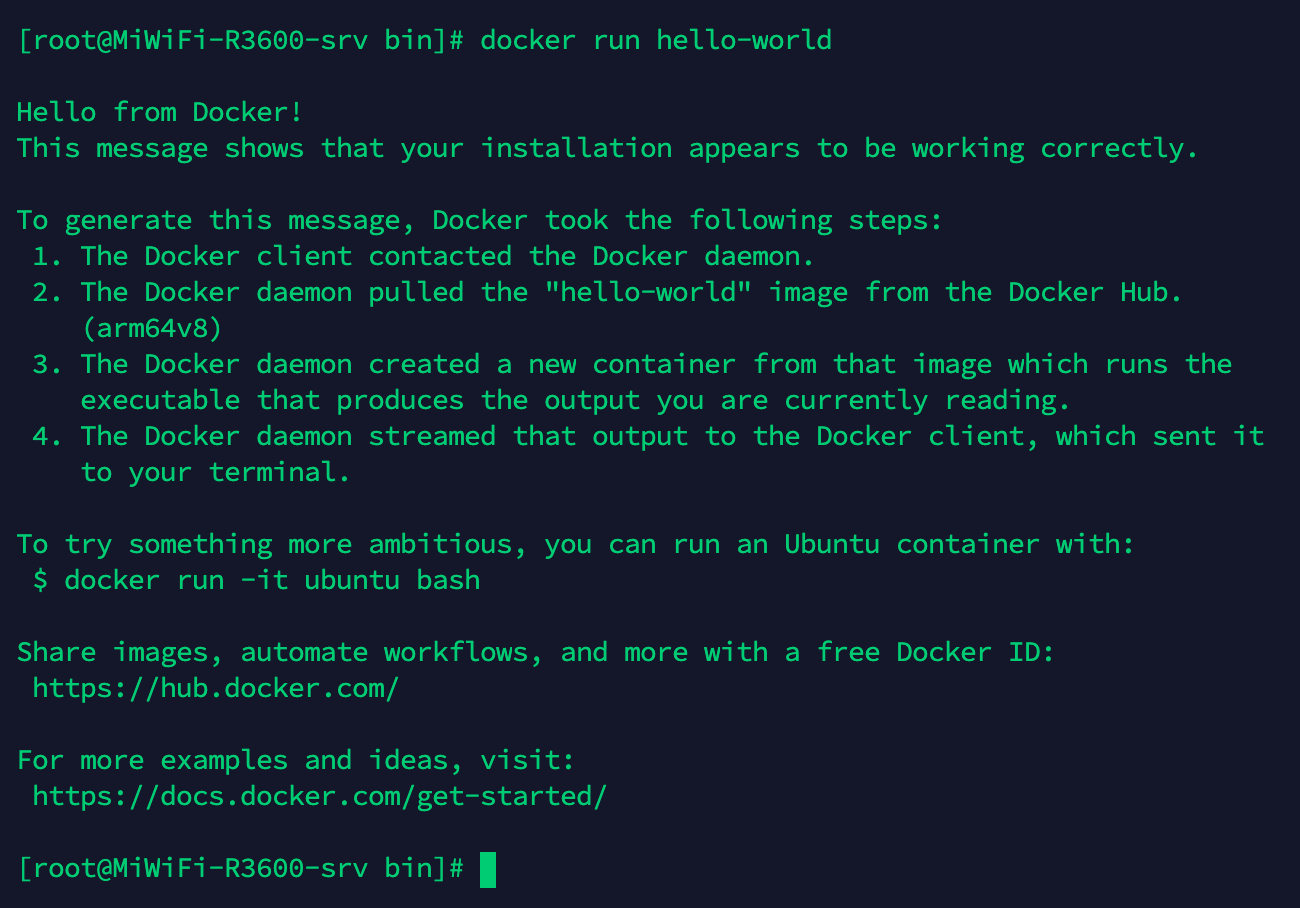 [root@MiWiFi-R3600-srv bin]# docker run hello-world

Hello from Docker!
This message shows that your installation appears to be working correctly.

To generate this message, Docker took the following steps:
 1. The Docker client contacted the Docker daemon.
 2. The Docker daemon pulled the "hello-world" image from the Docker Hub.
    (arm64v8)
 3. The Docker daemon created a new container from that image which runs the
    executable that produces the output you are currently reading.
 4. The Docker daemon streamed that output to the Docker client, which sent it
    to your terminal.

To try something more ambitious, you can run an Ubuntu container with:
 $ docker run -it ubuntu bash

Share images, automate workflows, and more with a free Docker ID:
 https://hub.docker.com/

For more examples and ideas, visit:
 https://docs.docker.com/get-started/

[root@MiWiFi-R3600-srv bin]#